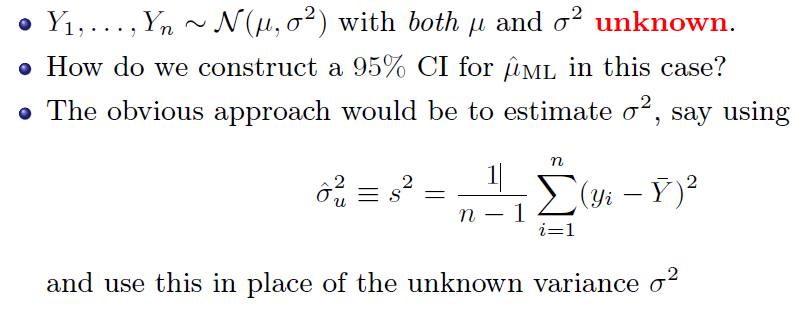 • Y₁, . . . , Yₙ ∼ N(μ, σ²) with both μ and σ² unknown.
• How do we construct a 95% CI for μ̂_ML in this case?
• The obvious approach would be to estimate σ², say using
σ̂²ᵤ ≡ s² = 1/(n − 1) ∑ⁿᵢ₌₁ (yᵢ − Ȳ)²
and use this in place of the unknown variance σ²